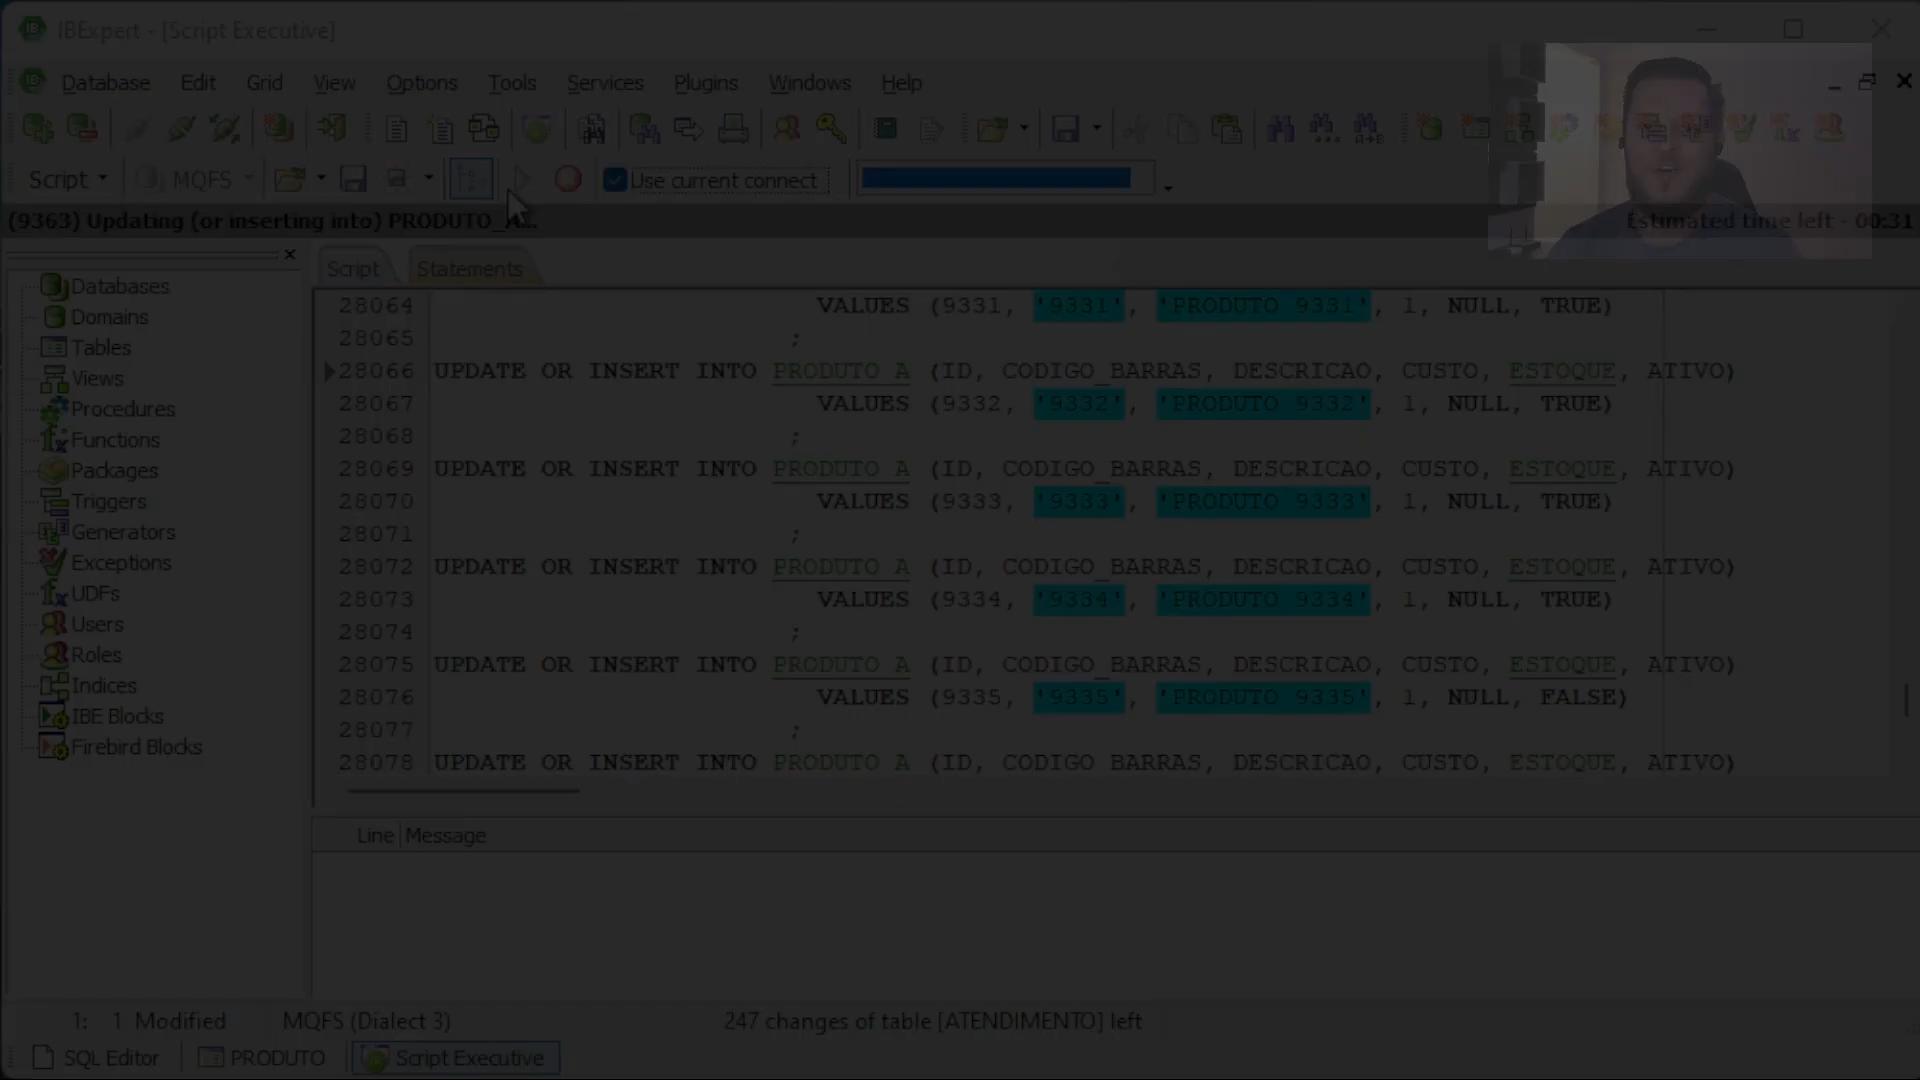 IBExpert - [Script Executive]
Database Edit Grid View Options Tools Services Plugins Windows Help
Script MQFS Use current connect
(9363) Updating (or inserting into) PRODUTO_A... Estimated time left - 00:31
Databases
Domains
Tables
Views
Procedures
Functions
Packages
Triggers
Generators
Exceptions
UDFs
Users
Roles
Indices
IBE Blocks
Firebird Blocks
Script Statements
28064 VALUES (9331, '9331', 'PRODUTO 9331', 1, NULL, TRUE)
28065 ;
28066 UPDATE OR INSERT INTO PRODUTO_A (ID, CODIGO_BARRAS, DESCRICAO, CUSTO, ESTOQUE, ATIVO)
28067 VALUES (9332, '9332', 'PRODUTO 9332', 1, NULL, TRUE)
28068 ;
28069 UPDATE OR INSERT INTO PRODUTO_A (ID, CODIGO_BARRAS, DESCRICAO, CUSTO, ESTOQUE, ATIVO)
28070 VALUES (9333, '9333', 'PRODUTO 9333', 1, NULL, TRUE)
28071 ;
28072 UPDATE OR INSERT INTO PRODUTO_A (ID, CODIGO_BARRAS, DESCRICAO, CUSTO, ESTOQUE, ATIVO)
28073 VALUES (9334, '9334', 'PRODUTO 9334', 1, NULL, TRUE)
28074 ;
28075 UPDATE OR INSERT INTO PRODUTO_A (ID, CODIGO_BARRAS, DESCRICAO, CUSTO, ESTOQUE, ATIVO)
28076 VALUES (9335, '9335', 'PRODUTO 9335', 1, NULL, FALSE)
28077 ;
28078 UPDATE OR INSERT INTO PRODUTO_A (ID, CODIGO_BARRAS, DESCRICAO, CUSTO, ESTOQUE, ATIVO)
Line Message
1: 1 Modified MQFS (Dialect 3) 247 changes of table [ATENDIMENTO] left
SQL Editor PRODUTO Script Executive